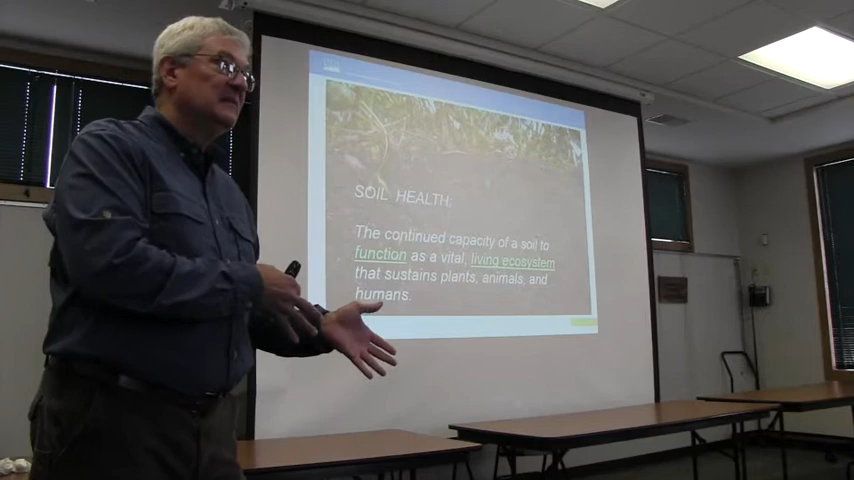 SOIL HEALTH:
The continued capacity of a soil to
function as a vital, living ecosystem
that sustains plants, animals, and
humans.